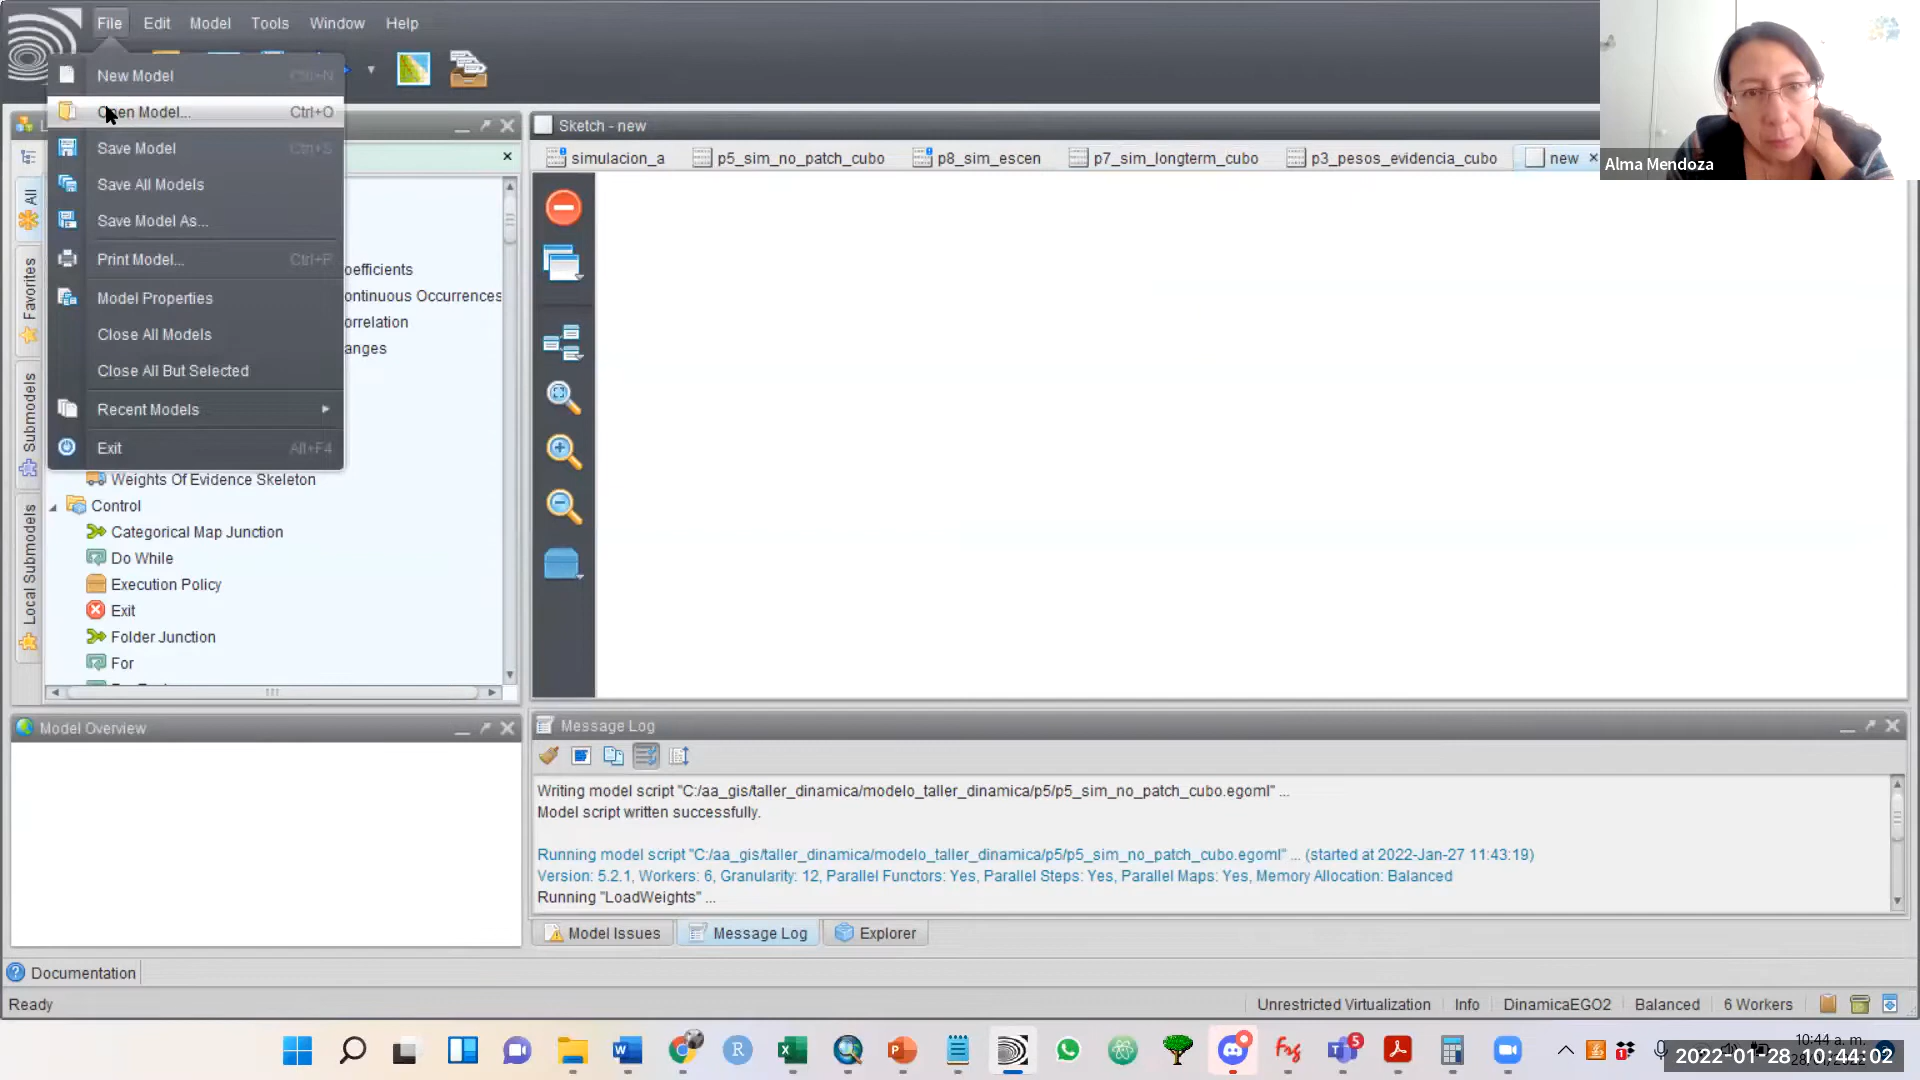 File Edit Model Tools Window Help
New Model Ctrl+N
Open Model... Ctrl+O
Save Model Ctrl+S
Save All Models
Save Model As...
Print Model...
Model Properties
Close All Models
Close All But Selected
Recent Models
Exit Alt+F4
All
Favorites
Submodels
Local Submodels
oefficients
ontinuous Occurrences
orrelation
anges
Weights Of Evidence Skeleton
Control
Categorical Map Junction
Do While
Execution Policy
Exit
Folder Junction
For
Sketch - new
simulacion_a p5_sim_no_patch_cubo p8_sim_escen p7_sim_longterm_cubo p3_pesos_evidencia_cubo new
Alma Mendoza
Model Overview
Message Log
Writing model script "C:/aa_gis/taller_dinamica/modelo_taller_dinamica/p5/p5_sim_no_patch_cubo.egoml" ...
Model script written successfully.
Running model script "C:/aa_gis/taller_dinamica/modelo_taller_dinamica/p5/p5_sim_no_patch_cubo.egoml" ... (started at 2022-Jan-27 11:43:19)
Version: 5.2.1, Workers: 6, Granularity: 12, Parallel Functors: Yes, Parallel Steps: Yes, Parallel Maps: Yes, Memory Allocation: Balanced
Running "LoadWeights" ...
Model Issues Message Log Explorer
Documentation
Ready
Unrestricted Virtualization Info DinamicaEGO2 Balanced 6 Workers
10:44 a. m.
2022-01-28 10:44:02